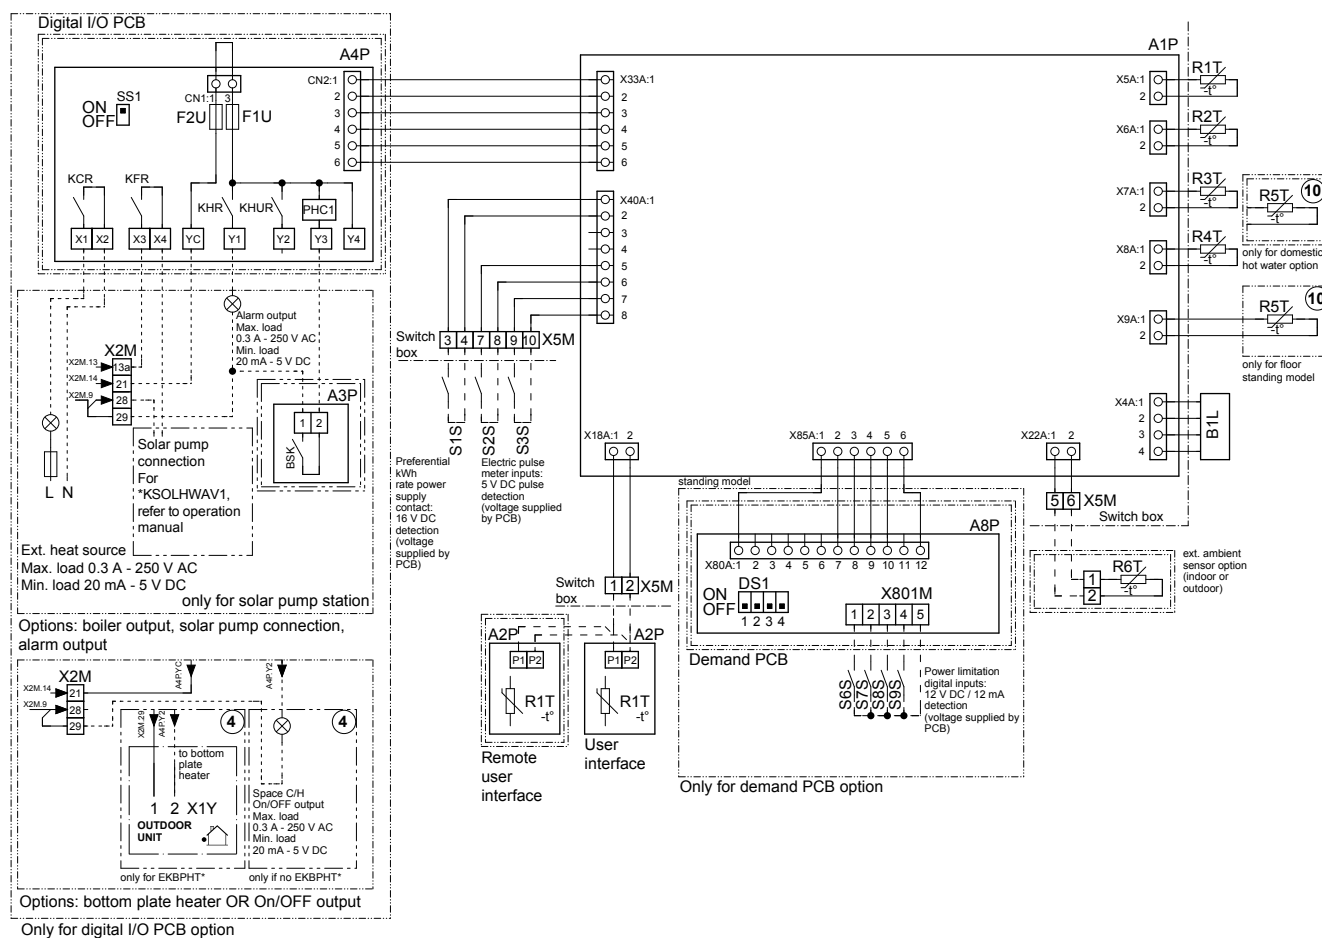 Digital I/O PCB
A4P
SS1
ON
OFF
CN1:1 3
F2U
F1U
CN2:1
2
3
4
5
6
KCR
KFR
KHR
KHUR
PHC1
X1 X2 X3 X4 YC Y1 Y2 Y3 Y4
Alarm output
Max. load
0.3 A - 250 V AC
Min. load
20 mA - 5 V DC
X2M
X2M.13
X2M.14
X2M.9
13a
21
28
29
A3P
1 2
BSK
Solar pump
connection
For
*KSOLHWAV1,
refer to operation
manual
L N
Ext. heat source
Max. load 0.3 A - 250 V AC
Min. load 20 mA - 5 V DC
only for solar pump station
Options: boiler output, solar pump connection,
alarm output
X2M
X2M.14
X2M.9
21
28
29
A4P.YC
A4P.Y2
X2M.29
A4P.Y2
4
4
to bottom
plate
heater
1 2 X1Y
OUTDOOR
UNIT
Space C/H
On/OFF output
Max. load
0.3 A - 250 V AC
Min. load
20 mA - 5 V DC
only for EKBPHT*
only if no EKBPHT*
Options: bottom plate heater OR On/OFF output
Only for digital I/O PCB option
A1P
X33A:1
2
3
4
5
6
X40A:1
2
3
4
5
6
7
8
Switch
box
3 4 7 8 9 10 X5M
S1S
S2S
S3S
Preferential
kWh
rate power
supply
contact:
16 V DC
detection
(voltage
supplied by
PCB)
Electric pulse
meter inputs:
5 V DC pulse
detection
(voltage supplied
by PCB)
X18A:1 2
Switch
box
1 2 X5M
A2P
P1 P2
R1T
-t°
Remote
user
interface
A2P
P1 P2
R1T
-t°
User
interface
X85A:1 2 3 4 5 6
standing model
A8P
X80A:1 2 3 4 5 6 7 8 9 10 11 12
DS1
ON
OFF
1 2 3 4
X801M
1 2 3 4 5
Demand PCB
S6S
S7S
S8S
S9S
Power limitation
digital inputs:
12 V DC / 12 mA
detection
(voltage supplied by
PCB)
Only for demand PCB option
X22A:1 2
5 6 X5M
Switch box
R6T
-t°
1
2
ext. ambient
sensor option
(indoor or
outdoor)
X5A:1
2
R1T
-t°
X6A:1
2
R2T
-t°
X7A:1
2
R3T
-t°
X8A:1
2
R4T
-t°
R5T
-t°
10
only for domestic
hot water option
X9A:1
2
R5T
-t°
10
only for floor
standing model
X4A:1
2
3
4
B1L